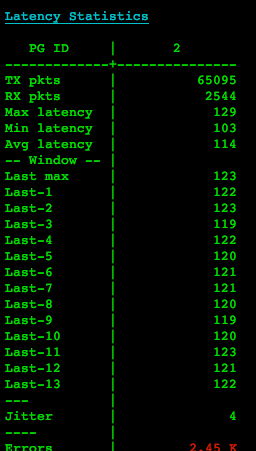 Latency Statistics
PG ID | 2
-------------+---------------
TX pkts | 65095
RX pkts | 2544
Max latency | 129
Min latency | 103
Avg latency | 114
-- Window -- |
Last max | 123
Last-1 | 122
Last-2 | 123
Last-3 | 119
Last-4 | 122
Last-5 | 120
Last-6 | 121
Last-7 | 121
Last-8 | 120
Last-9 | 119
Last-10 | 120
Last-11 | 123
Last-12 | 121
Last-13 | 122
--- |
Jitter | 4
---- |
Errors | 2.45 K